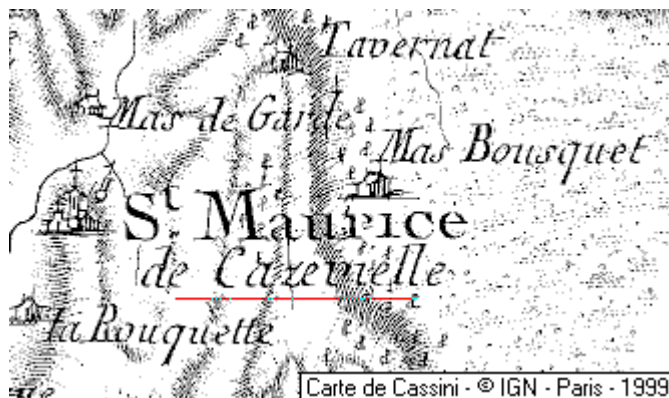 Tavernat
Mas de Garde
Mas Bousquet
St. Maurice
de Cazevielle
la Rouquette
Carte de Cassini - © IGN - Paris - 1999